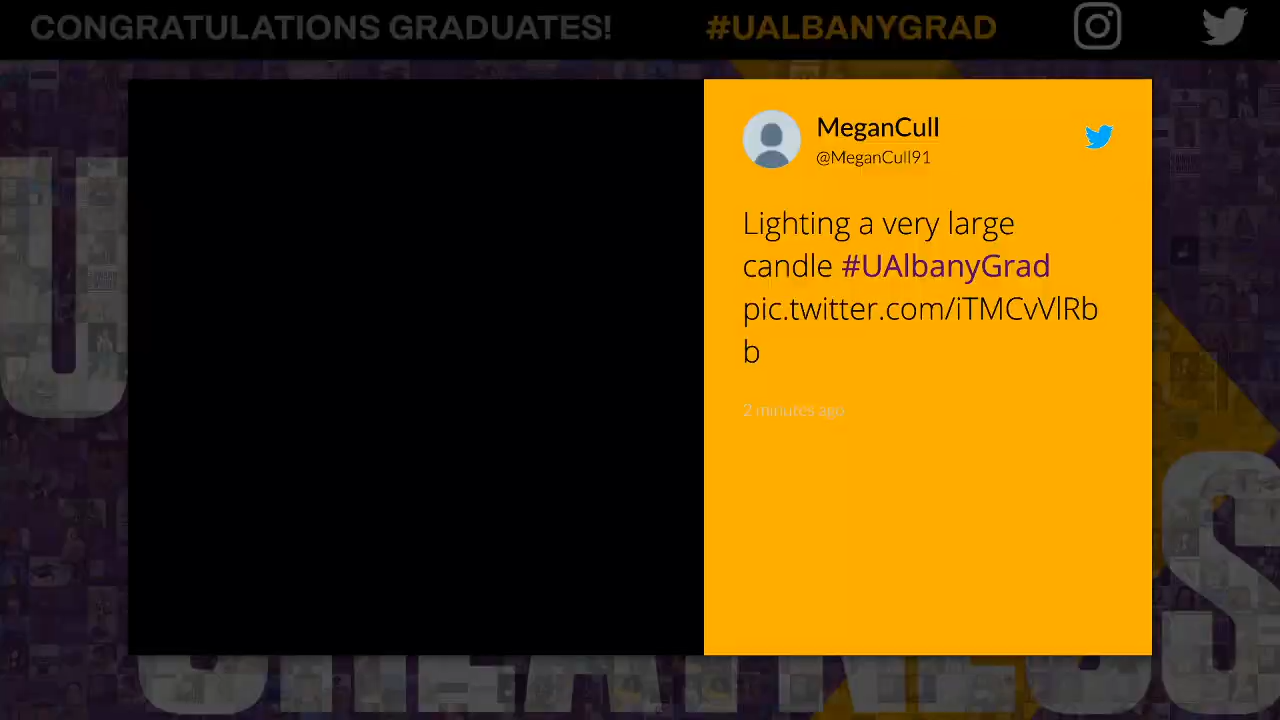 CONGRATULATIONS GRADUATES! #UALBANYGRAD
MeganCull
@MeganCull91
Lighting a very large
candle #UAlbanyGrad
pic.twitter.com/iTMCvVlRb
b
2 minutes ago
U